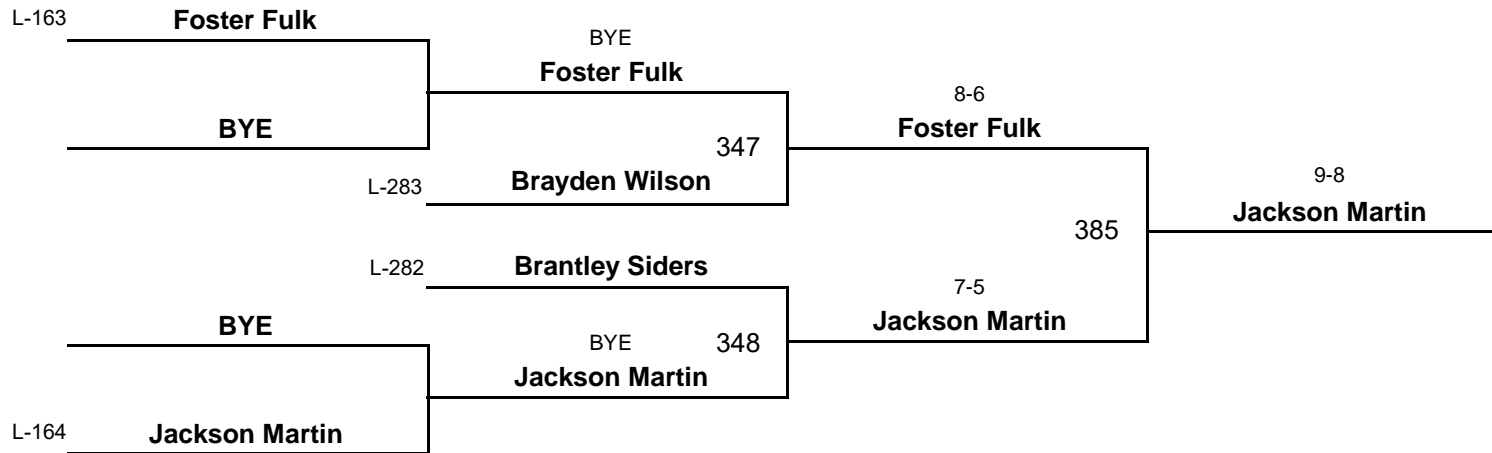 L-163
Foster Fulk
BYE
BYE
Foster Fulk
347
L-283
Brayden Wilson
8-6
Foster Fulk
L-282
Brantley Siders
BYE
BYE
348
Jackson Martin
L-164
Jackson Martin
7-5
Jackson Martin
385
9-8
Jackson Martin